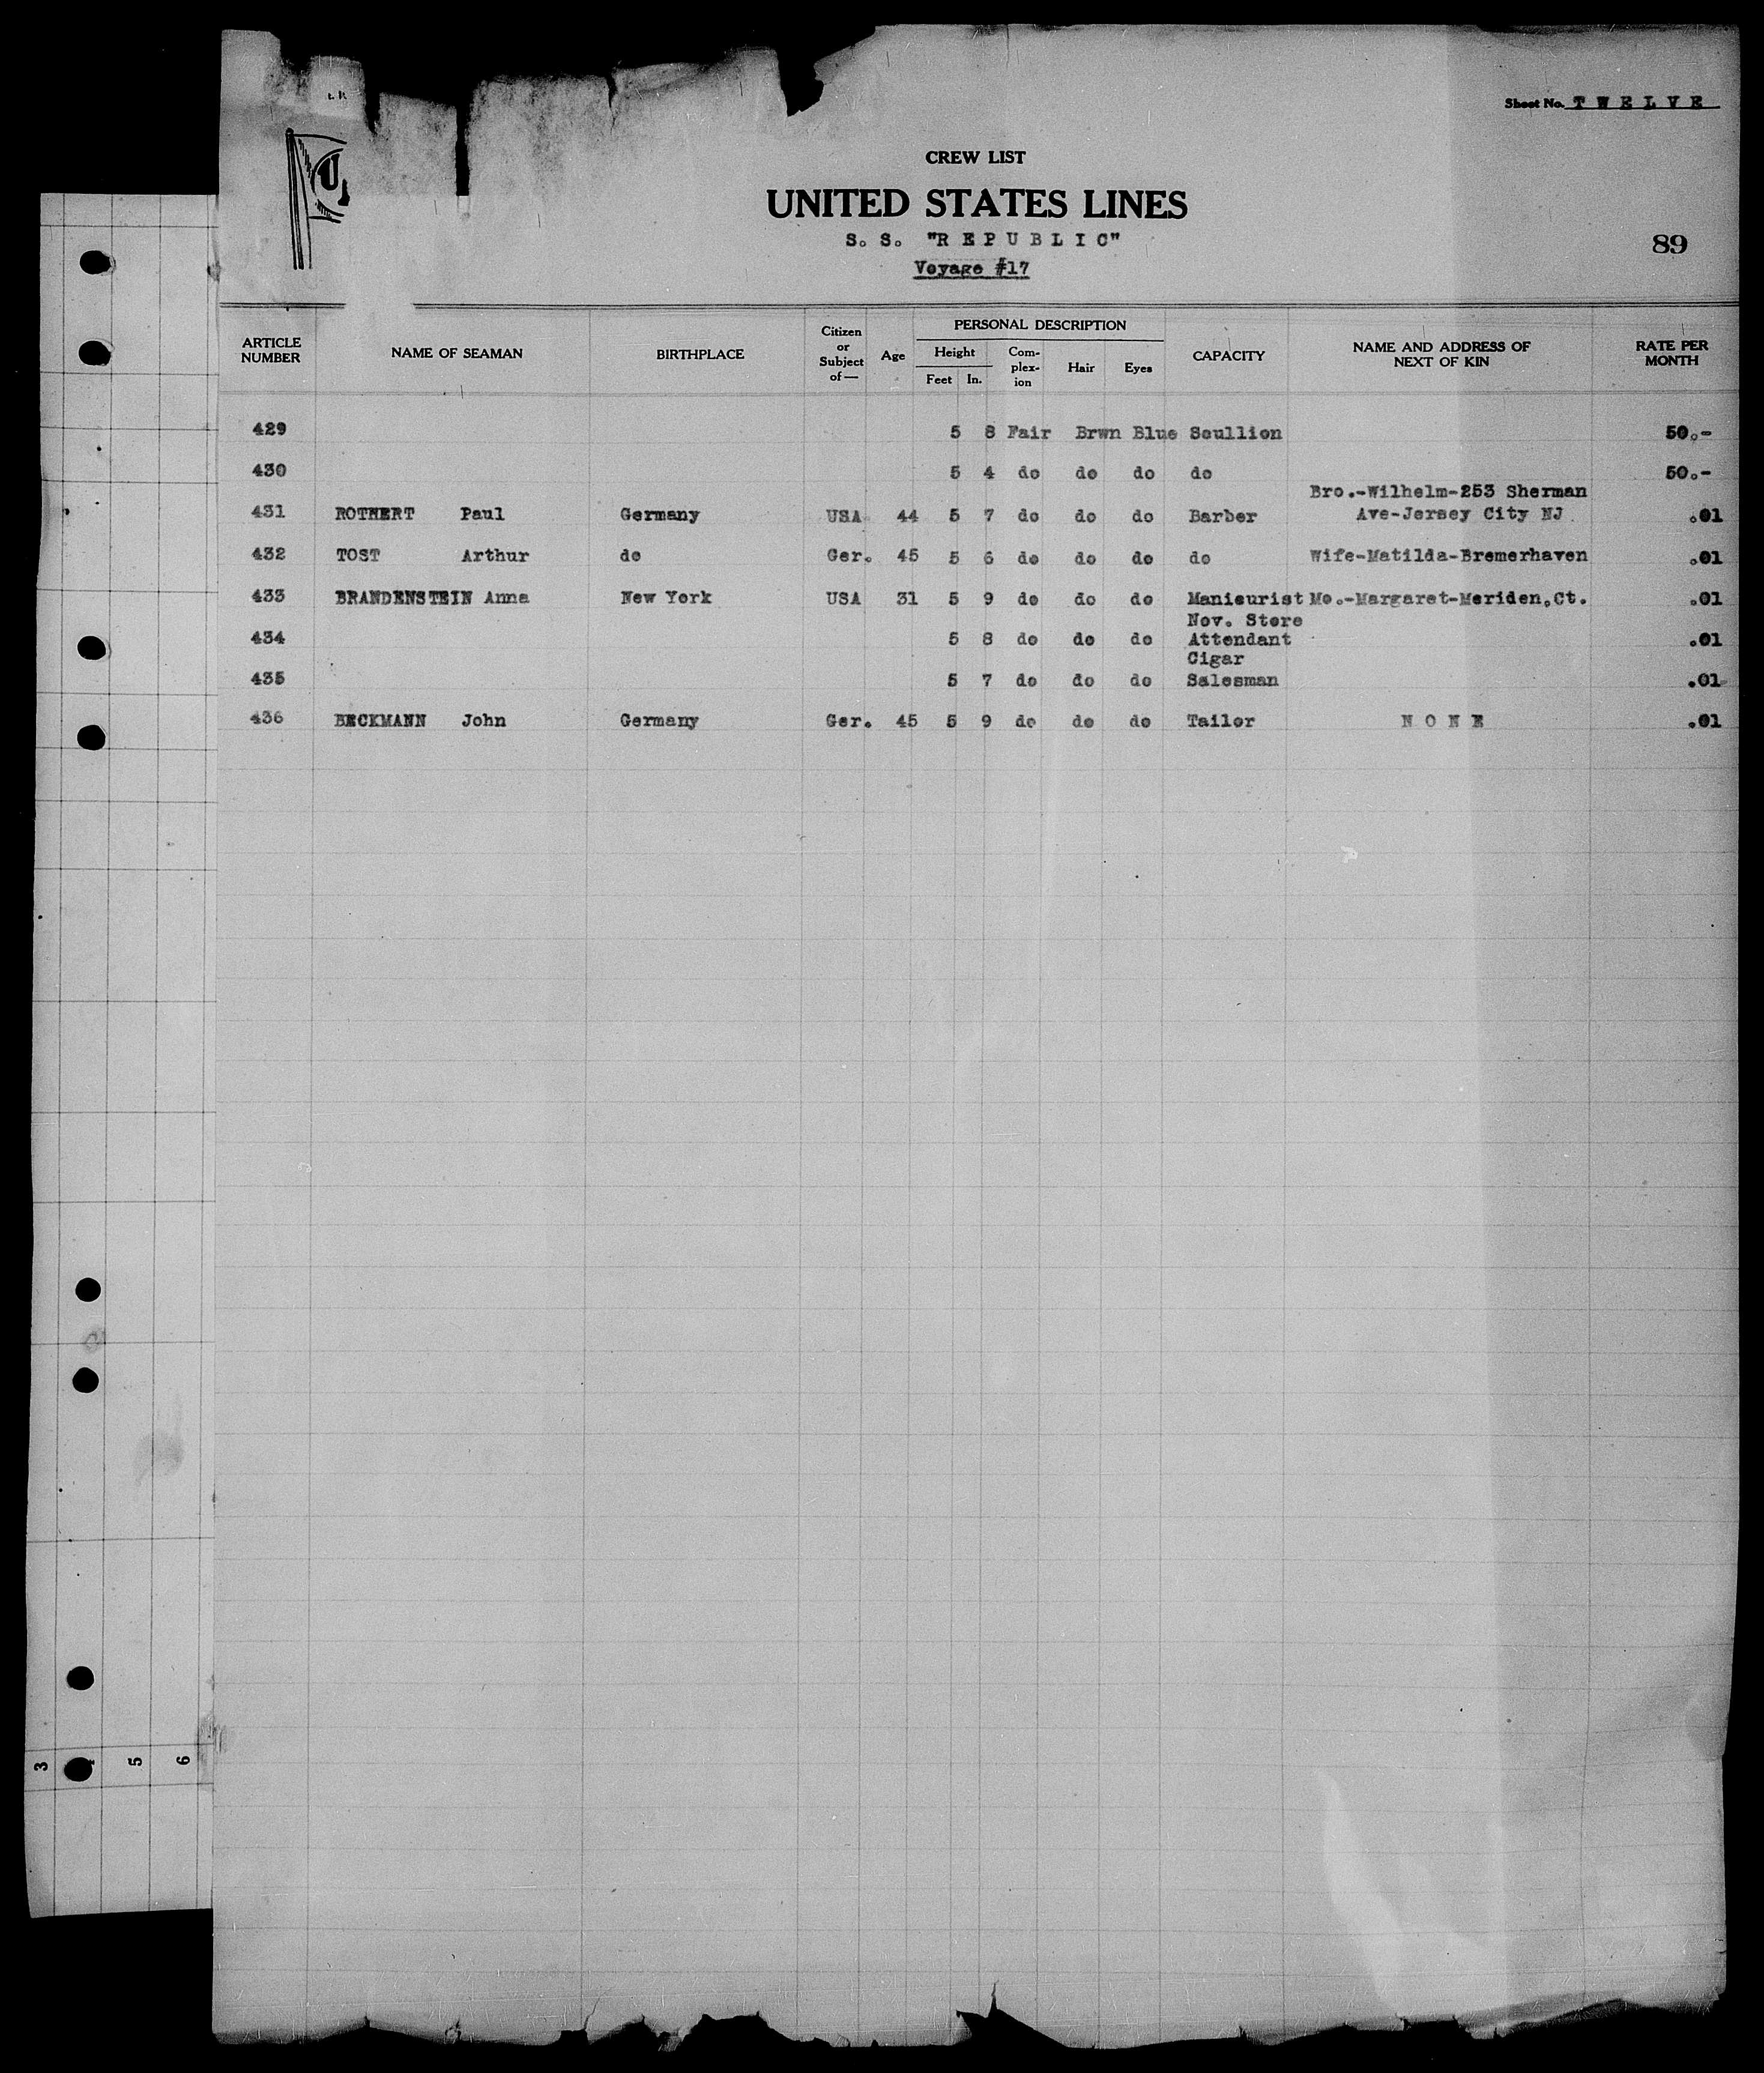 Sheet No. T W E L V E
CREW LIST
UNITED STATES LINES
S. S. "R E P U B L I C"
89
Voyage #17
ARTICLE NUMBER NAME OF SEAMAN BIRTHPLACE Citizen or Subject of— Age PERSONAL DESCRIPTION Height Feet In. Com-plex-ion Hair Eyes CAPACITY NAME AND ADDRESS OF NEXT OF KIN RATE PER MONTH
429 5 8 Fair Brwn Blue Scullion 50.-
430 5 4 do do do do 50.-
Bro.-Wilhelm-253 Sherman
431 ROTHERT Paul Germany USA 44 5 7 do do do Barber Ave-Jersey City NJ .01
432 TOST Arthur do Ger. 45 5 6 do do do do Wife-Matilda-Bremerhaven .01
433 BRANDENSTEIN Anna New York USA 31 5 9 do do do Manicurist Mo.-Margaret-Meriden,Ct. .01
Nov. Store
434 5 8 do do do Attendant .01
Cigar
435 5 7 do do do Salesman .01
436 BECKMANN John Germany Ger. 45 5 9 do do do Tailor N O N E .01
3 5 6